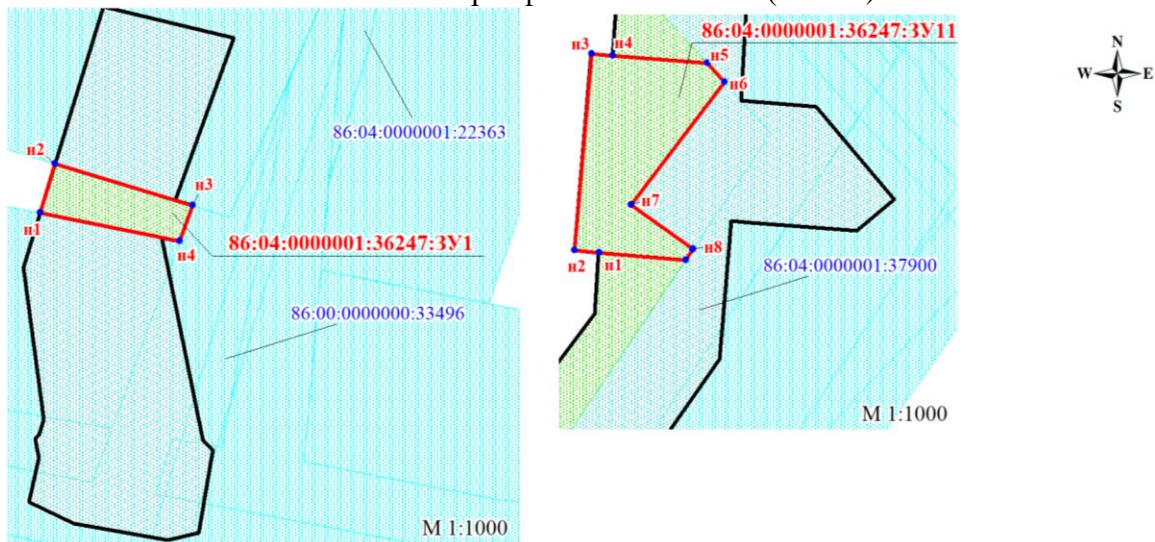 86:04:0000001:22363
н2
н3
н1
н4
86:04:0000001:36247:ЗУ1
86:00:0000000:33496
М 1:1000
86:04:0000001:36247:ЗУ11
н3
н4
н5
н6
н7
н8
н2
н1
86:04:0000001:37900
М 1:1000
N
W
E
S